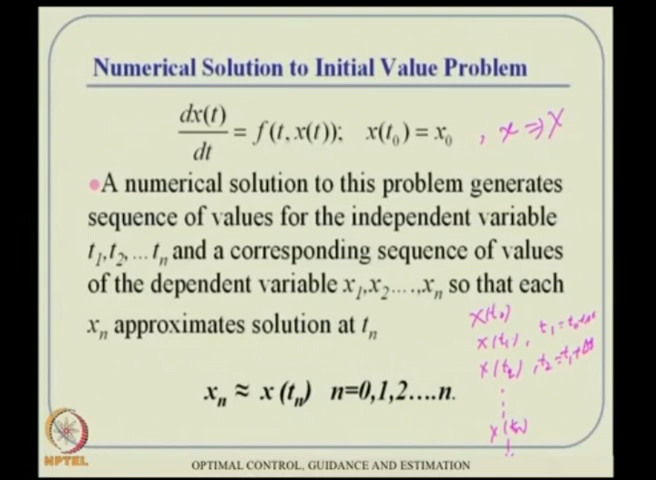 Numerical Solution to Initial Value Problem
dx(t)/dt = f(t, x(t)); x(t₀) = x₀ , x ⇒ X
•A numerical solution to this problem generates
sequence of values for the independent variable
t₁,t₂,...tₙ and a corresponding sequence of values
of the dependent variable x₁,x₂....,xₙ so that each
xₙ approximates solution at tₙ
X(t₀)
X(t₁), t₁=t₀+Δt
X(t₂), t₂=t₁+Δt
X(tₙ)
xₙ ≈ x (tₙ) n=0,1,2....n.
NPTEL
OPTIMAL CONTROL, GUIDANCE AND ESTIMATION